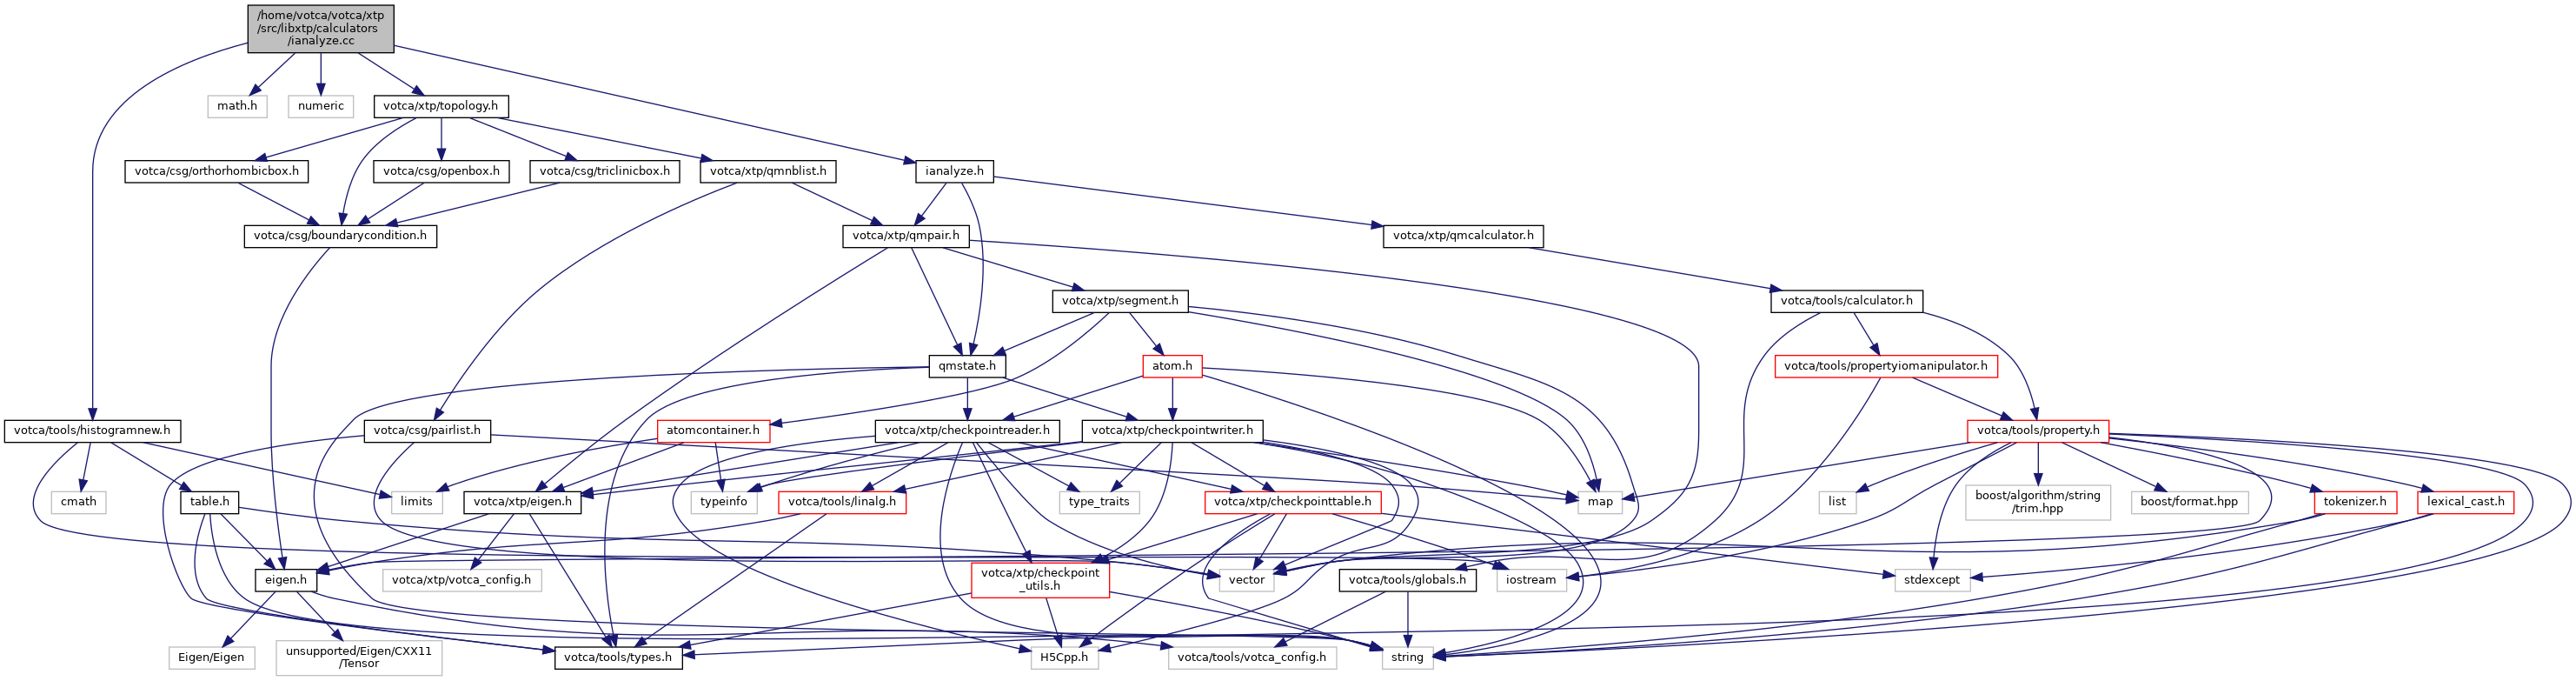 /home/votca/votca/xtp
/src/libxtp/calculators
/ianalyze.cc
math.h
numeric
votca/xtp/topology.h
votca/csg/orthorhombicbox.h
votca/csg/openbox.h
votca/csg/triclinicbox.h
votca/xtp/qmnblist.h
ianalyze.h
votca/csg/boundarycondition.h
votca/xtp/qmpair.h
votca/xtp/qmcalculator.h
votca/xtp/segment.h
votca/tools/calculator.h
qmstate.h
atom.h
votca/tools/propertyiomanipulator.h
votca/tools/histogramnew.h
votca/csg/pairlist.h
atomcontainer.h
votca/xtp/checkpointreader.h
votca/xtp/checkpointwriter.h
votca/tools/property.h
cmath
table.h
limits
votca/xtp/eigen.h
typeinfo
votca/tools/linalg.h
type_traits
votca/xtp/checkpointtable.h
map
list
boost/algorithm/string
/trim.hpp
boost/format.hpp
tokenizer.h
lexical_cast.h
eigen.h
votca/xtp/votca_config.h
votca/xtp/checkpoint
_utils.h
vector
votca/tools/globals.h
iostream
stdexcept
Eigen/Eigen
unsupported/Eigen/CXX11
/Tensor
votca/tools/types.h
H5Cpp.h
votca/tools/votca_config.h
string